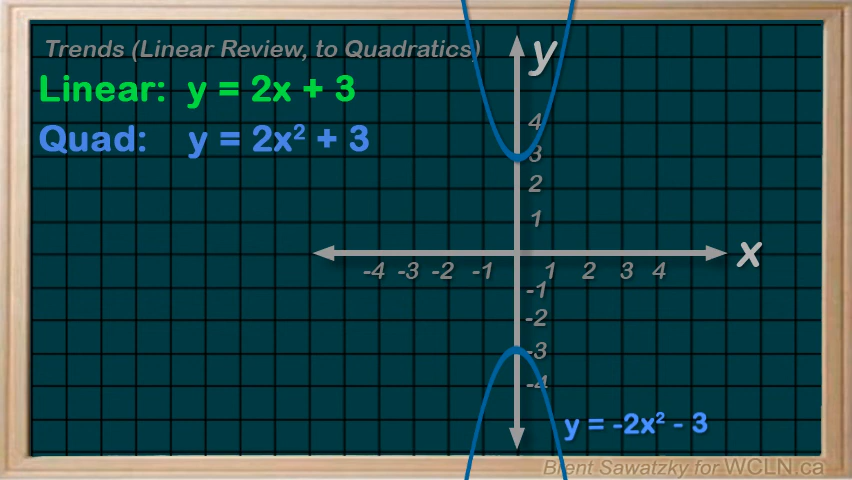 Trends (Linear Review, to Quadratics)
Linear: y = 2x + 3
Quad: y = 2x² + 3
y
4
3
2
1
x
-4 -3 -2 -1 1 2 3 4
-1
-2
-3
-4
y = -2x² - 3
Brent Sawatzky for WCLN.ca